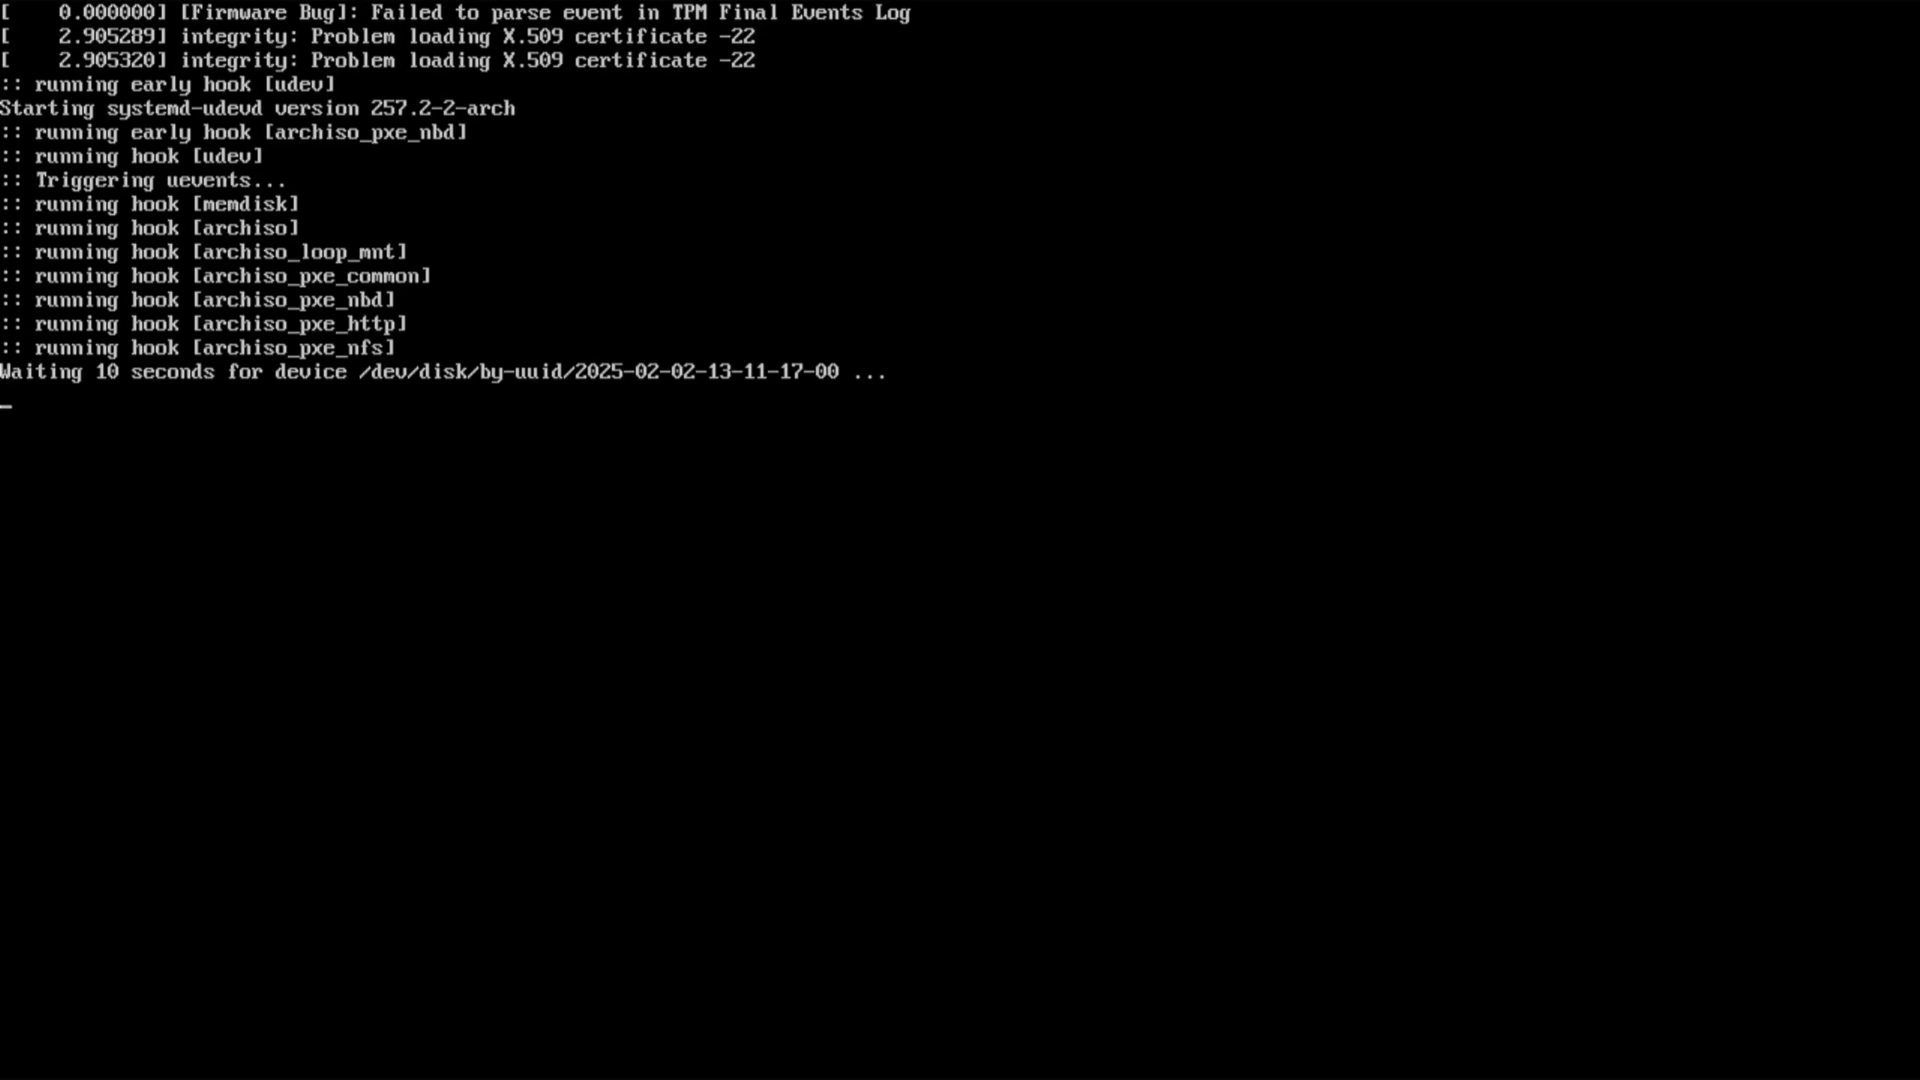 [    0.000000] [Firmware Bug]: Failed to parse event in TPM Final Events Log
[    2.905289] integrity: Problem loading X.509 certificate -22
[    2.905320] integrity: Problem loading X.509 certificate -22
:: running early hook [udev]
Starting systemd-udevd version 257.2-2-arch
:: running early hook [archiso_pxe_nbd]
:: running hook [udev]
:: Triggering uevents...
:: running hook [memdisk]
:: running hook [archiso]
:: running hook [archiso_loop_mnt]
:: running hook [archiso_pxe_common]
:: running hook [archiso_pxe_nbd]
:: running hook [archiso_pxe_http]
:: running hook [archiso_pxe_nfs]
Waiting 10 seconds for device /dev/disk/by-uuid/2025-02-02-13-11-17-00 ...